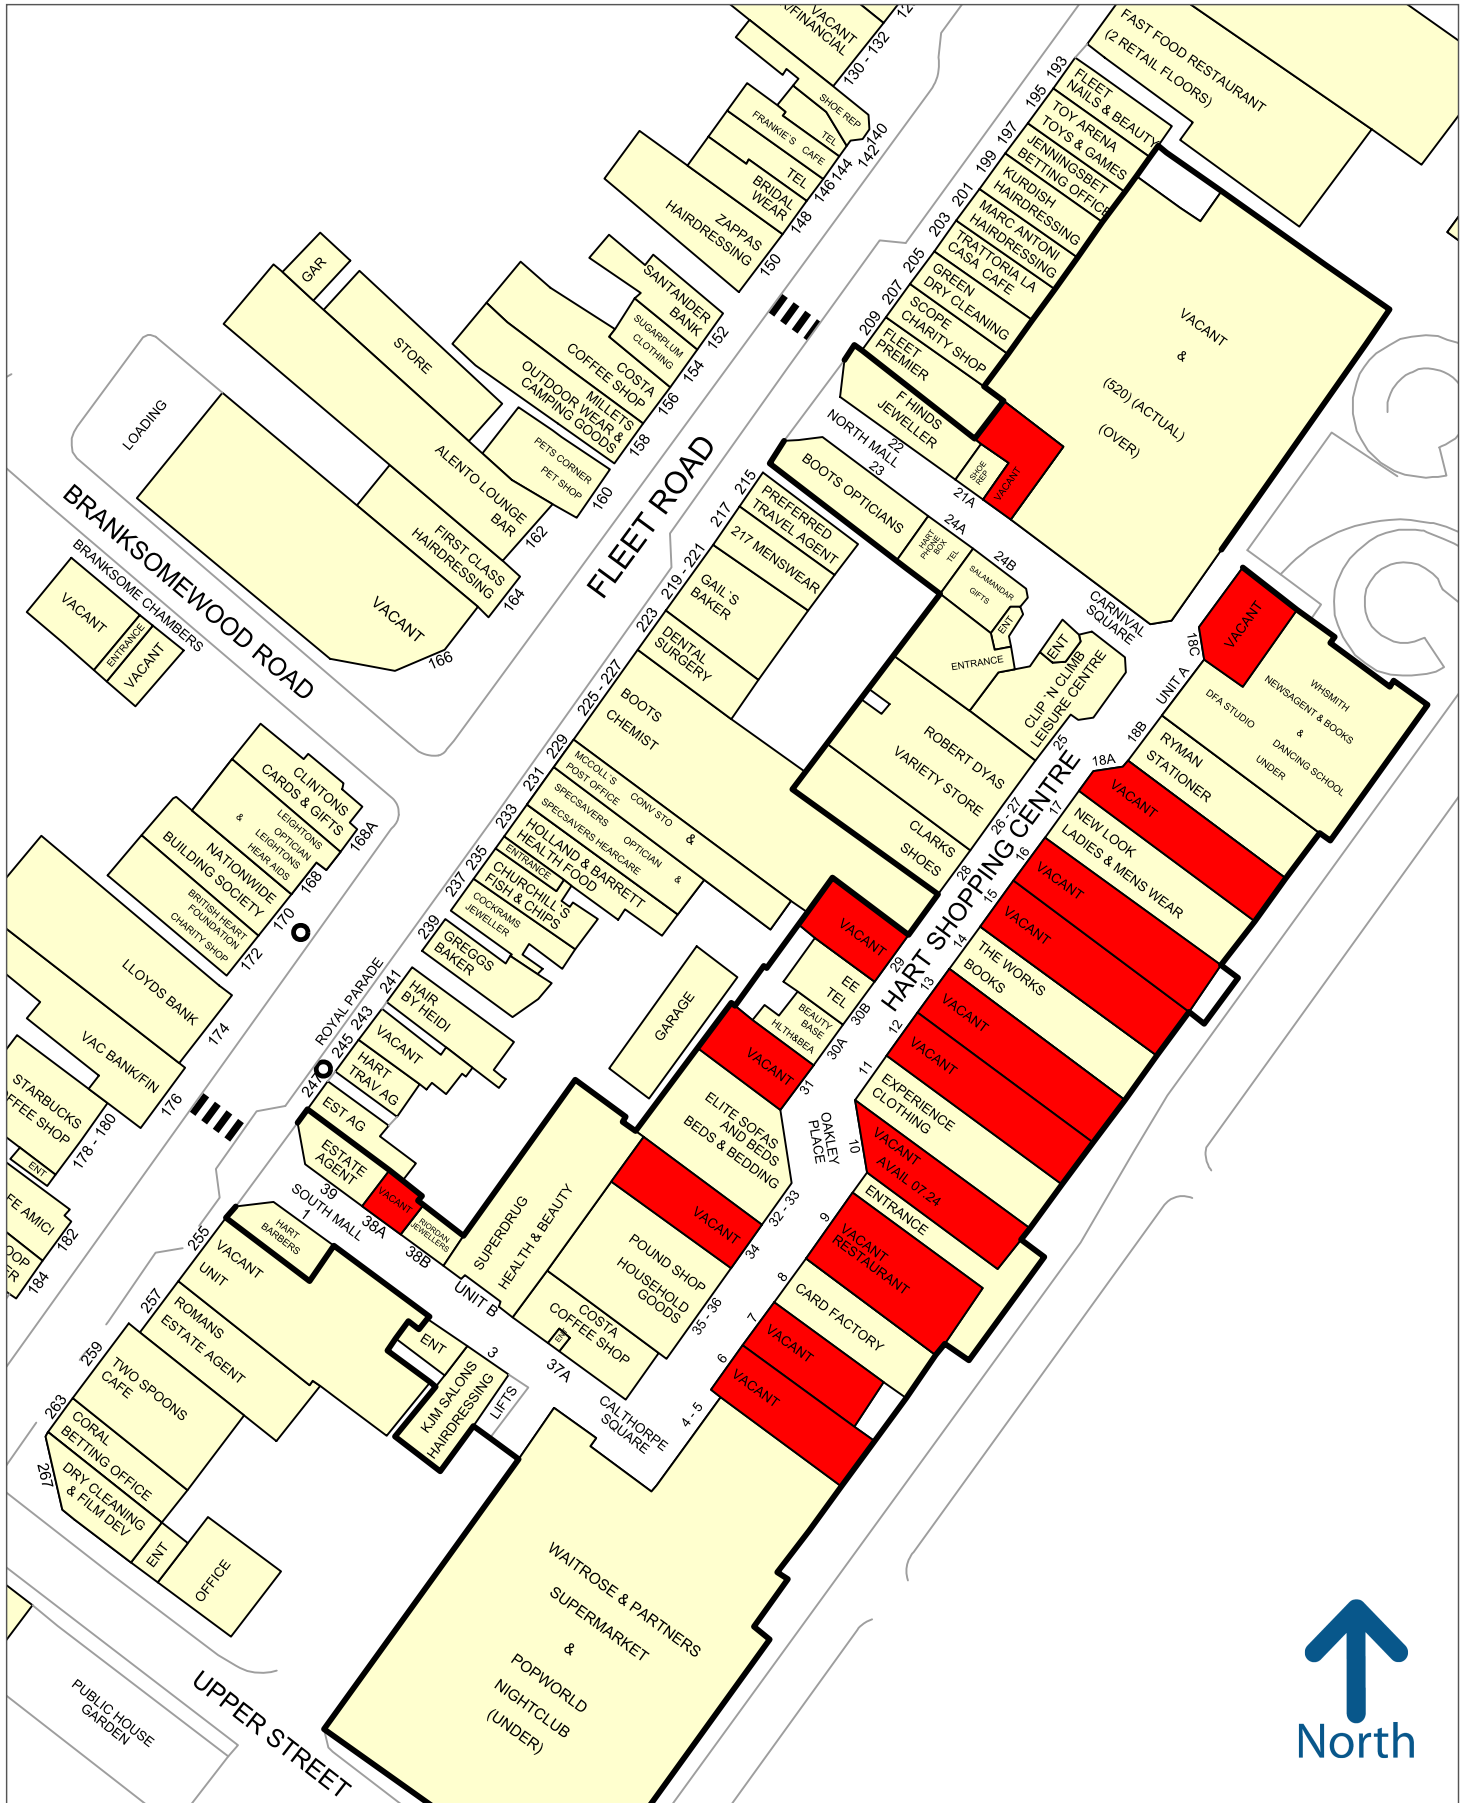 VACANT
/FINANCIAL
130 - 132
12
SHOE REP
TEL
140
142
FRANKIE`S CAFE
144
TEL
146
BRIDAL
WEAR
148
ZAPPAS
HAIRDRESSING
150
SANTANDER
BANK
152
SUGARPLUM
CLOTHING
154
COSTA
COFFEE SHOP
156
MILLETS
OUTDOOR WEAR &
CAMPING GOODS
158
PETS CORNER
PET SHOP
160
GAR
STORE
ALENTO LOUNGE
BAR
162
FIRST CLASS
HAIRDRESSING
164
VACANT
166
LOADING
BRANKSOMEWOOD ROAD
BRANKSOME CHAMBERS
VACANT
ENTRANCE
VACANT
FLEET ROAD
FAST FOOD RESTAURANT
(2 RETAIL FLOORS)
193
FLEET
NAILS & BEAUTY
195
TOY ARENA
TOYS & GAMES
197
JENNINGSBET
BETTING OFFICE
199
KURDISH
HAIRDRESSING
201
MARC ANTONI
HAIRDRESSING
203
TRATTORIA LA
CASA CAFE
205
GREEN
DRY CLEANING
207
SCOPE
CHARITY SHOP
209
FLEET
PREMIER
VACANT
&
(520) (ACTUAL)
(OVER)
F HINDS
JEWELLER
22
NORTH MALL
23
SHOE
REP
21A
VACANT
BOOTS OPTICIANS
24A
HART
PHONE
BOX
TEL
24B
SALAMANDAR
GIFTS
ENT
ENTRANCE
CARNIVAL
SQUARE
ENT
CLIP `N CLIMB
LEISURE CENTRE
25
ROBERT DYAS
VARIETY STORE
26 - 27
CLARKS
SHOES
28
215
PREFERRED
TRAVEL AGENT
217
217 MENSWEAR
219 - 221
GAIL`S
BAKER
223
DENTAL
SURGERY
225 - 227
BOOTS
CHEMIST
229
MCCOLL`S
POST OFFICE
CONV STO
&
231
SPECSAVERS OPTICIAN
SPECSAVERS HEARCARE
&
233
HOLLAND & BARRETT
HEALTH FOOD
ENTRANCE
235
CHURCHILL`S
FISH & CHIPS
237
COCKRAMS
JEWELLER
239
GREGGS
BAKER
ROYAL PARADE
241
HAIR
BY HEIDI
243
VACANT
245
HART
TRAV AG
247
EST AG
ESTATE
AGENT
39
SOUTH MALL
1
VACANT
38A
RIORDAN
JEWELLERS
38B
UNIT B
SUPERDRUG
HEALTH & BEAUTY
GARAGE
CLINTONS
CARDS & GIFTS
168A
LEIGHTONS
OPTICIAN
&
LEIGHTONS
HEAR AIDS
168
NATIONWIDE
BUILDING SOCIETY
170
BRITISH HEART
FOUNDATION
CHARITY SHOP
172
LLOYDS BANK
174
VAC BANK/FIN
176
STARBUCKS
FFEE SHOP
178 - 180
ENT
FE AMICI
182
OOP
ER
184
18C
VACANT
UNIT A
DFA STUDIO
WHSMITH
NEWSAGENT & BOOKS
&
DANCING SCHOOL
UNDER
18B
RYMAN
STATIONER
18A
VACANT
17
NEW LOOK
LADIES & MENS WEAR
16
VACANT
15
VACANT
14
THE WORKS
BOOKS
13
VACANT
12
VACANT
11
EXPERIENCE
CLOTHING
10
VACANT
AVAIL 07.24
ENTRANCE
9
VACANT
RESTAURANT
8
CARD FACTORY
7
VACANT
6
VACANT
4 - 5
HART SHOPPING CENTRE
VACANT
29
EE
TEL
30B
BEAUTY
BASE
HLTH&BEA
30A
VACANT
31
OAKLEY
PLACE
ELITE SOFAS
AND BEDS
BEDS & BEDDING
32 - 33
VACANT
34
POUND SHOP
HOUSEHOLD
GOODS
35 - 36
COSTA
COFFEE SHOP
37A
CALTHORPE
SQUARE
HART
BARBERS
255
VACANT
UNIT
257
ROMANS
ESTATE AGENT
259
TWO SPOONS
CAFE
263
CORAL
BETTING OFFICE
267
DRY CLEANING
& FILM DEV
ENT
OFFICE
ENT
3
KJM SALONS
HAIRDRESSING
LIFTS
WAITROSE & PARTNERS
SUPERMARKET
&
POPWORLD
NIGHTCLUB
(UNDER)
UPPER STREET
PUBLIC HOUSE
GARDEN
North